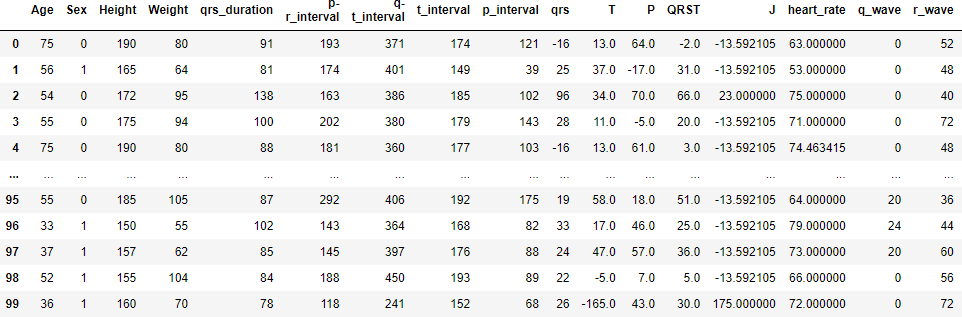 Age Sex Height Weight qrs_duration p-r_interval q-t_interval t_interval p_interval qrs T P QRST J heart_rate q_wave r_wave
0 75 0 190 80 91 193 371 174 121 -16 13.0 64.0 -2.0 -13.592105 63.000000 0 52
1 56 1 165 64 81 174 401 149 39 25 37.0 -17.0 31.0 -13.592105 53.000000 0 48
2 54 0 172 95 138 163 386 185 102 96 34.0 70.0 66.0 23.000000 75.000000 0 40
3 55 0 175 94 100 202 380 179 143 28 11.0 -5.0 20.0 -13.592105 71.000000 0 72
4 75 0 190 80 88 181 360 177 103 -16 13.0 61.0 3.0 -13.592105 74.463415 0 48
... ... ... ... ... ... ... ... ... ... ... ... ... ... ... ... ... ...
95 55 0 185 105 87 292 406 192 175 19 58.0 18.0 51.0 -13.592105 64.000000 20 36
96 33 1 150 55 102 143 364 168 82 33 17.0 46.0 25.0 -13.592105 79.000000 24 44
97 37 1 157 62 85 145 397 176 88 24 47.0 57.0 36.0 -13.592105 73.000000 20 60
98 52 1 155 104 84 188 450 193 89 22 -5.0 7.0 5.0 -13.592105 66.000000 0 56
99 36 1 160 70 78 118 241 152 68 26 -165.0 43.0 30.0 175.000000 72.000000 0 72